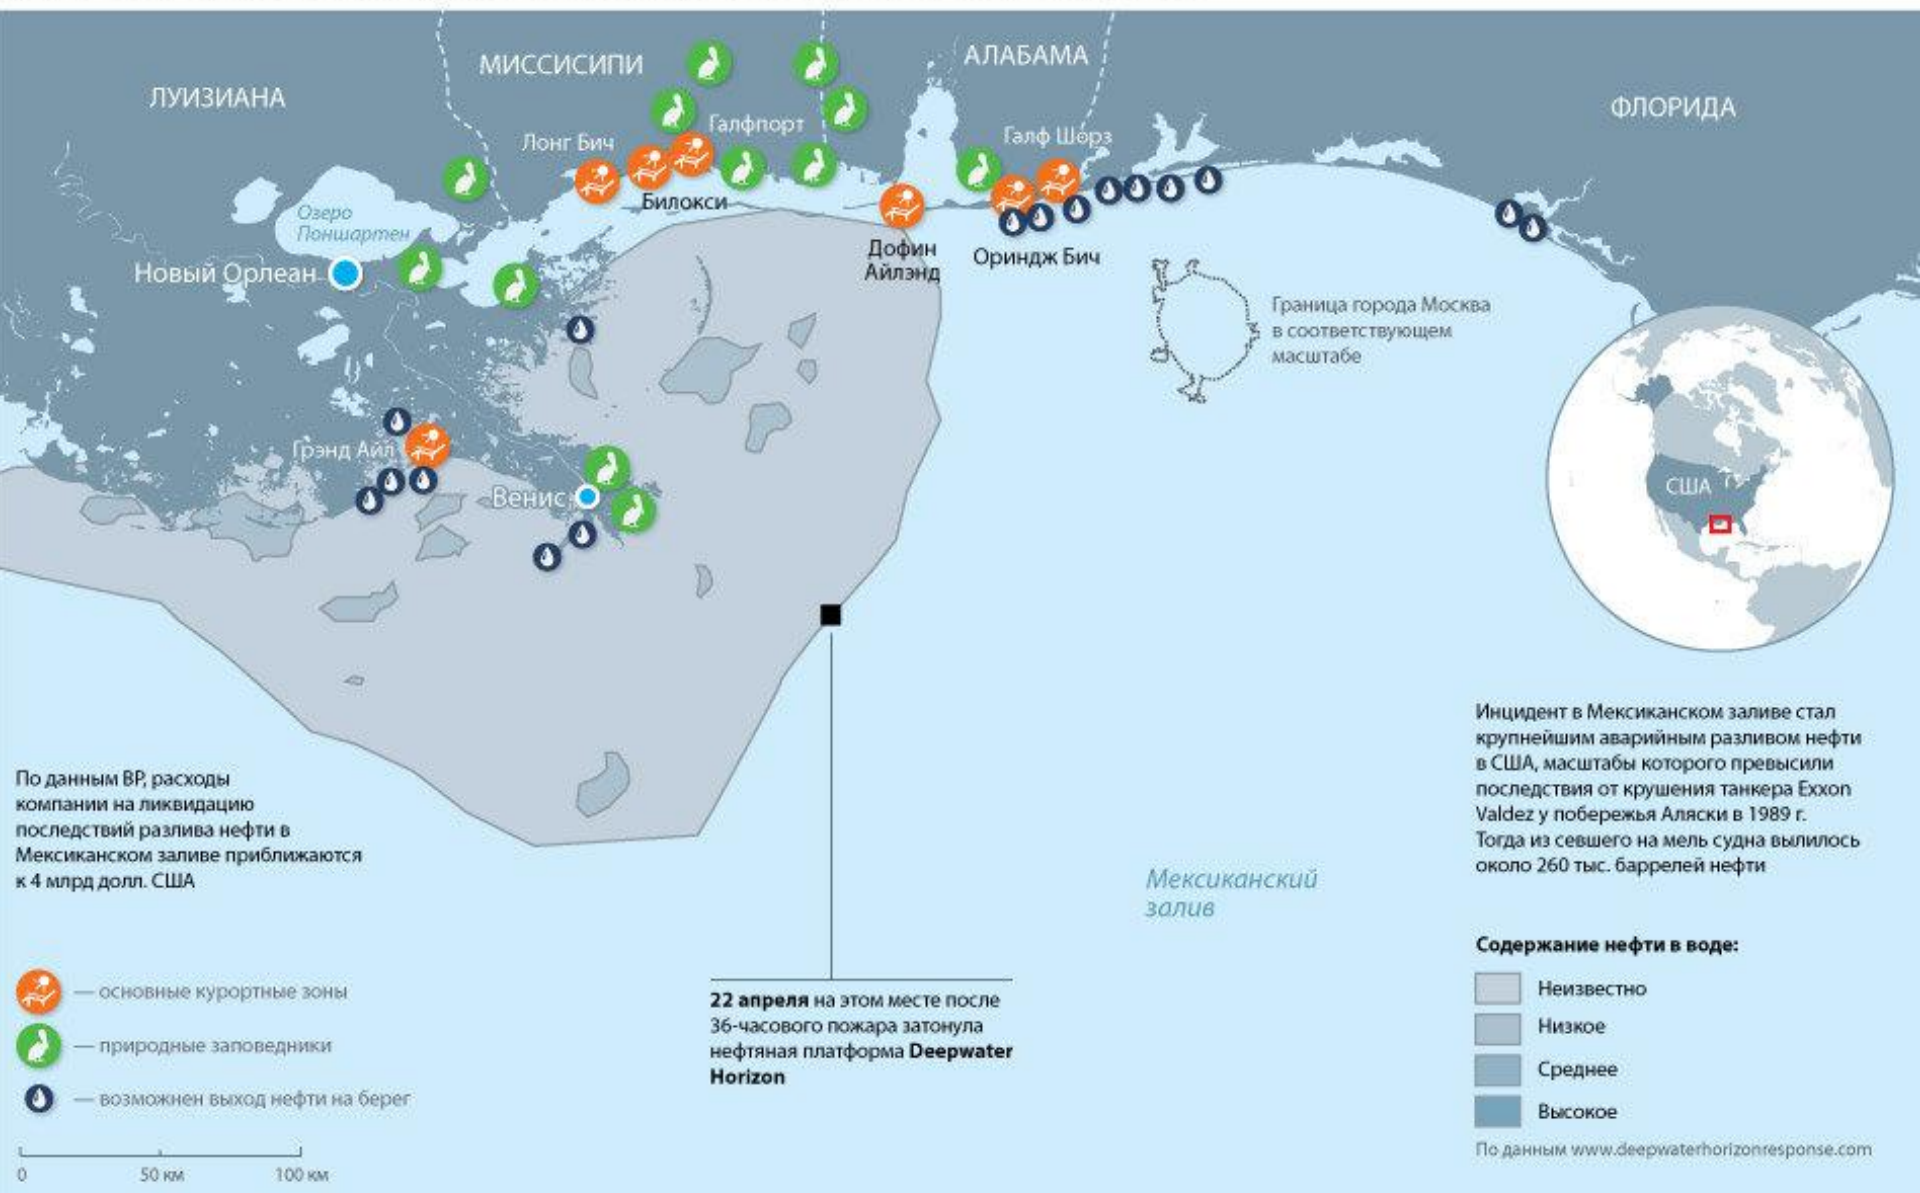 ЛУИЗИАНА
МИССИСИПИ
АЛАБАМА
ФЛОРИДА
Лонг Бич
Галфпорт
Галф Шорз
Билокси
Озеро
Поншартен
Новый Орлеан
Дофин
Айлэнд
Ориндж Бич
Граница города Москва
в соответствующем
масштабе
Грэнд Айл
Венис
США
Инцидент в Мексиканском заливе стал
крупнейшим аварийным разливом нефти
в США, масштабы которого превысили
последствия от крушения танкера Exxon
Valdez у побережья Аляски в 1989 г.
Тогда из севшего на мель судна вылилось
около 260 тыс. баррелей нефти
По данным BP, расходы
компании на ликвидацию
последствий разлива нефти в
Мексиканском заливе приближаются
к 4 млрд долл. США
Мексиканский
залив
— основные курортные зоны
— природные заповедники
— возможен выход нефти на берег
0 50 км 100 км
22 апреля на этом месте после
36-часового пожара затонула
нефтяная платформа Deepwater
Horizon
Содержание нефти в воде:
Неизвестно
Низкое
Среднее
Высокое
По данным www.deepwaterhorizonresponse.com